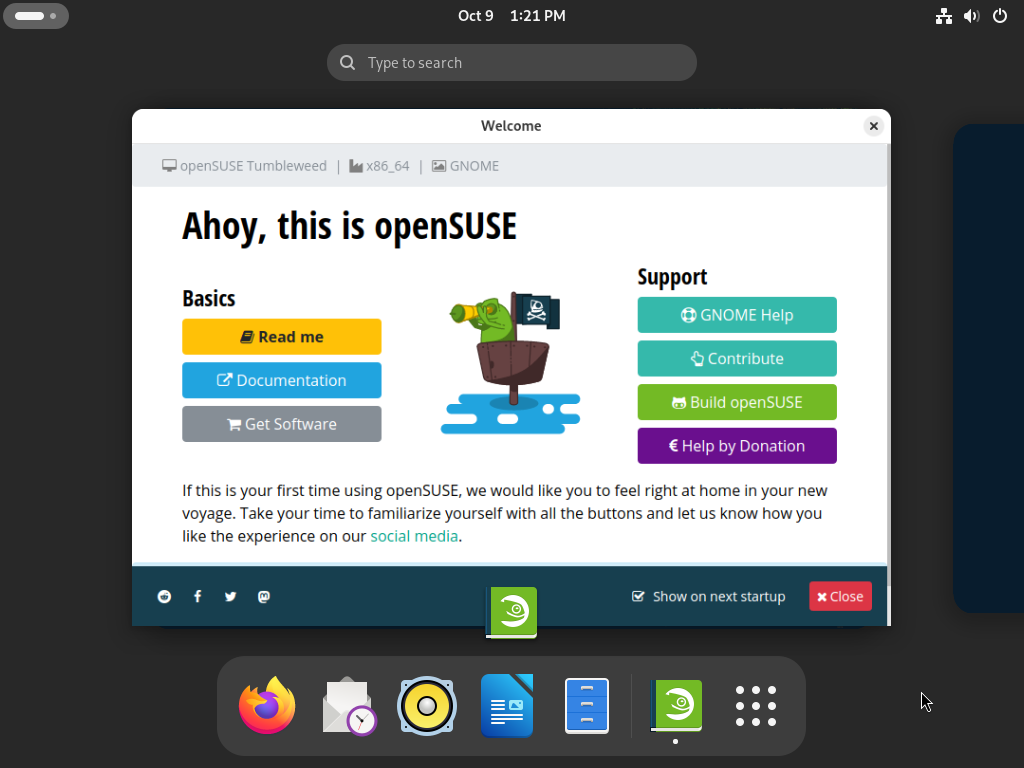 Oct 9 1:21 PM
Type to search
Welcome
openSUSE Tumbleweed | x86_64 | GNOME
Ahoy, this is openSUSE
Basics
Read me
Documentation
Get Software
Support
GNOME Help
Contribute
Build openSUSE
Help by Donation
If this is your first time using openSUSE, we would like you to feel right at home in your new
voyage. Take your time to familiarize yourself with all the buttons and let us know how you
like the experience on our social media.
Show on next startup
Close